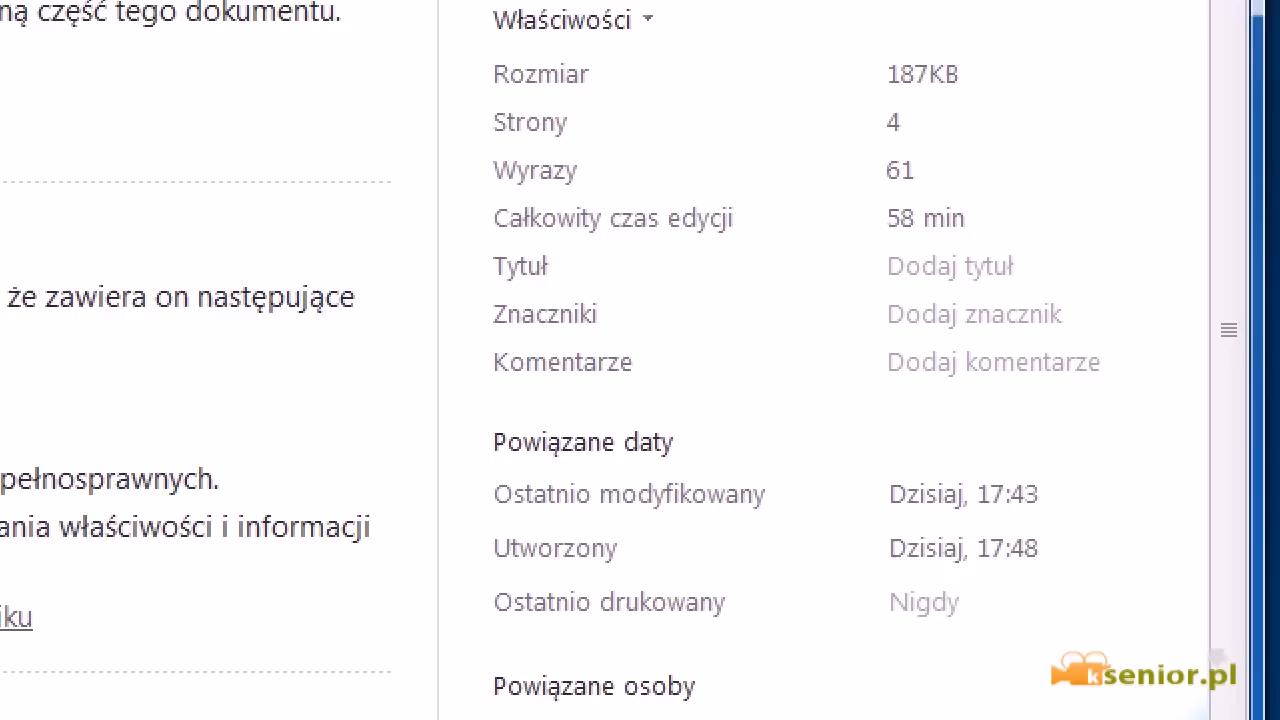 ną część tego dokumentu.
że zawiera on następujące
pełnosprawnych.
ania właściwości i informacji
iku
Właściwości
Rozmiar 187KB
Strony 4
Wyrazy 61
Całkowity czas edycji 58 min
Tytuł Dodaj tytuł
Znaczniki Dodaj znacznik
Komentarze Dodaj komentarze
Powiązane daty
Ostatnio modyfikowany Dzisiaj, 17:43
Utworzony Dzisiaj, 17:48
Ostatnio drukowany Nigdy
Powiązane osoby
ksenior.pl